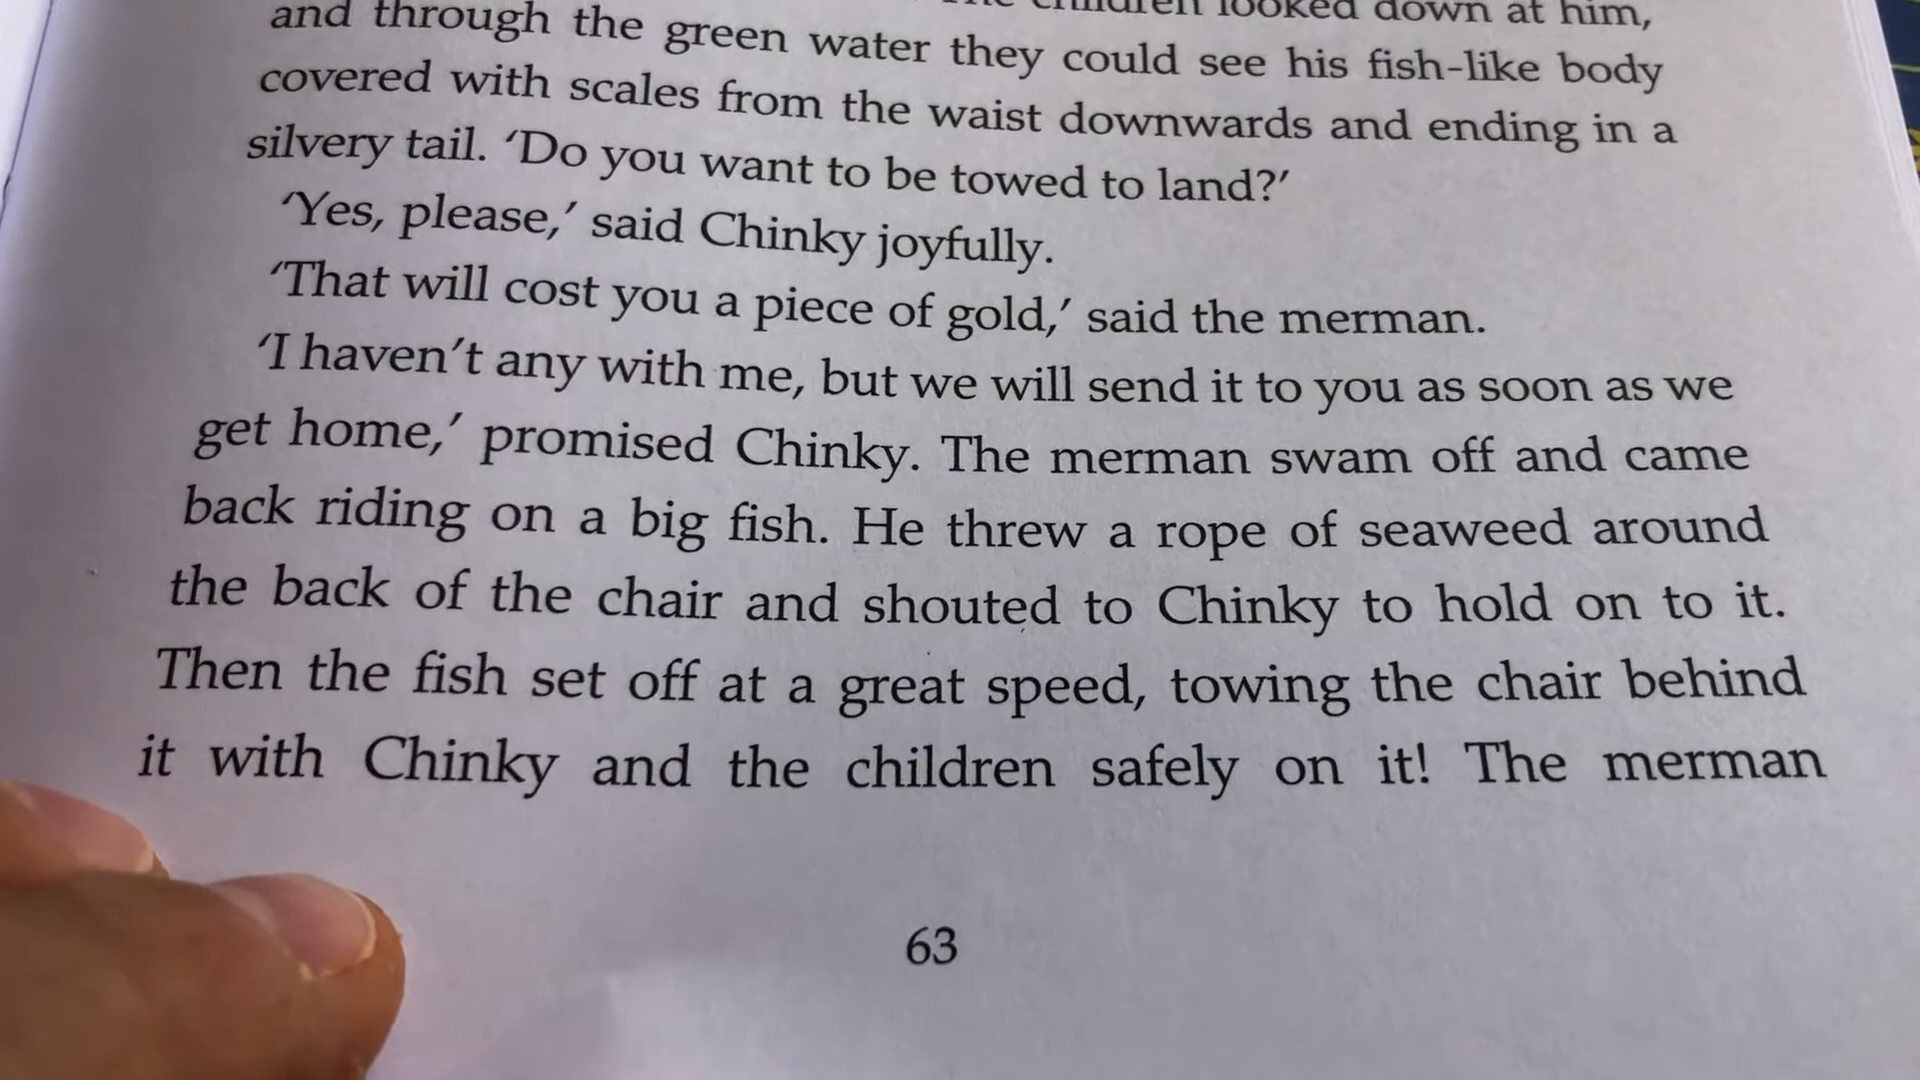 children looked down at him,
and through the green water they could see his fish-like body
covered with scales from the waist downwards and ending in a
silvery tail. ‘Do you want to be towed to land?’
‘Yes, please,’ said Chinky joyfully.
‘That will cost you a piece of gold,’ said the merman.
‘I haven’t any with me, but we will send it to you as soon as we
get home,’ promised Chinky. The merman swam off and came
back riding on a big fish. He threw a rope of seaweed around
the back of the chair and shouted to Chinky to hold on to it.
Then the fish set off at a great speed, towing the chair behind
it with Chinky and the children safely on it! The merman
63